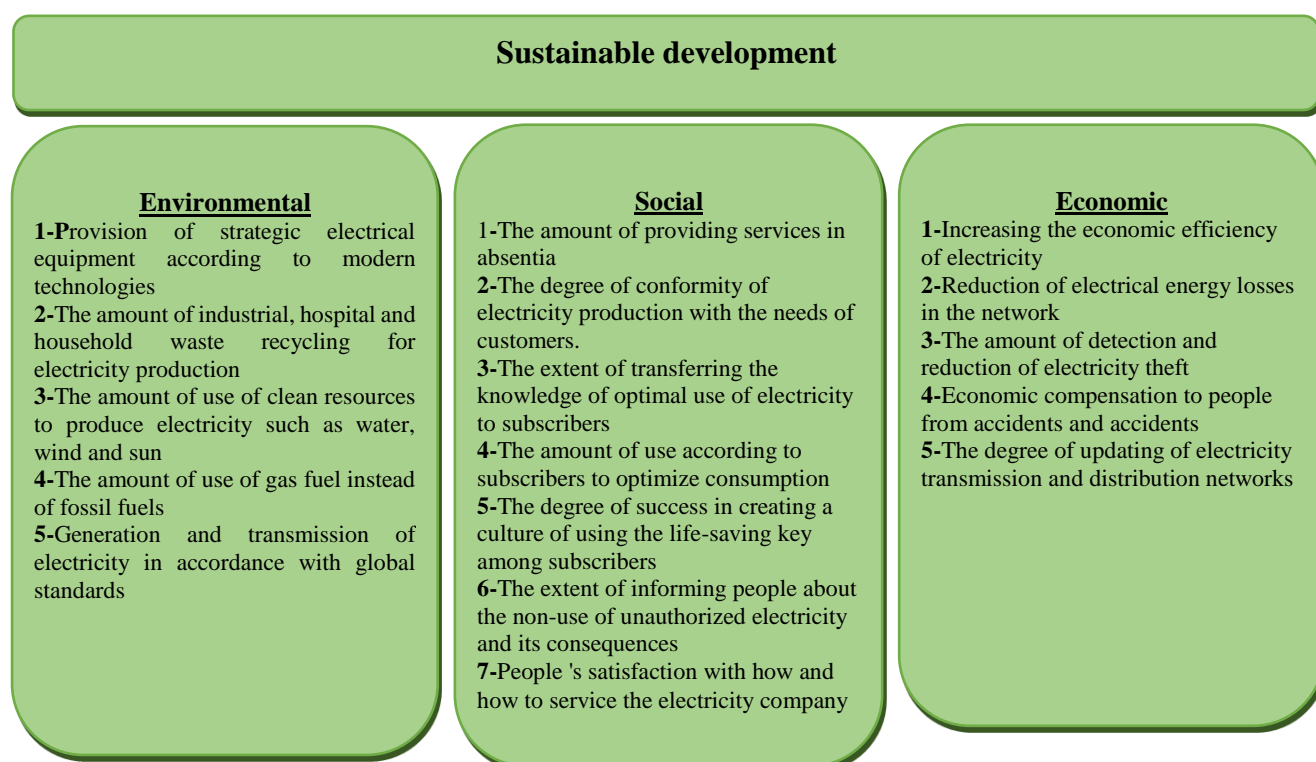 Sustainable development
Environmental
1-Provision of strategic electrical
equipment according to modern
technologies
2-The amount of industrial, hospital and
household waste recycling for
electricity production
3-The amount of use of clean resources
to produce electricity such as water,
wind and sun
4-The amount of use of gas fuel instead
of fossil fuels
5-Generation and transmission of
electricity in accordance with global
standards
Social
1-The amount of providing services in
absentia
2-The degree of conformity of
electricity production with the needs of
customers.
3-The extent of transferring the
knowledge of optimal use of electricity
to subscribers
4-The amount of use according to
subscribers to optimize consumption
5-The degree of success in creating a
culture of using the life-saving key
among subscribers
6-The extent of informing people about
the non-use of unauthorized electricity
and its consequences
7-People 's satisfaction with how and
how to service the electricity company
Economic
1-Increasing the economic efficiency
of electricity
2-Reduction of electrical energy losses
in the network
3-The amount of detection and
reduction of electricity theft
4-Economic compensation to people
from accidents and accidents
5-The degree of updating of electricity
transmission and distribution networks